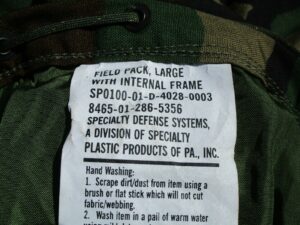 FIELD PACK, LARGE
WITH INTERNAL FRAME
SP0100-01-D-4028-0003
8465-01-286-5356
SPECIALTY DEFENSE SYSTEMS,
A DIVISION OF SPECIALTY
PLASTIC PRODUCTS OF PA., INC.
Hand Washing:
1. Scrape dirt/dust from item using a
brush or flat stick which will not cut
fabric/webbing.
2. Wash item in a pail of warm water